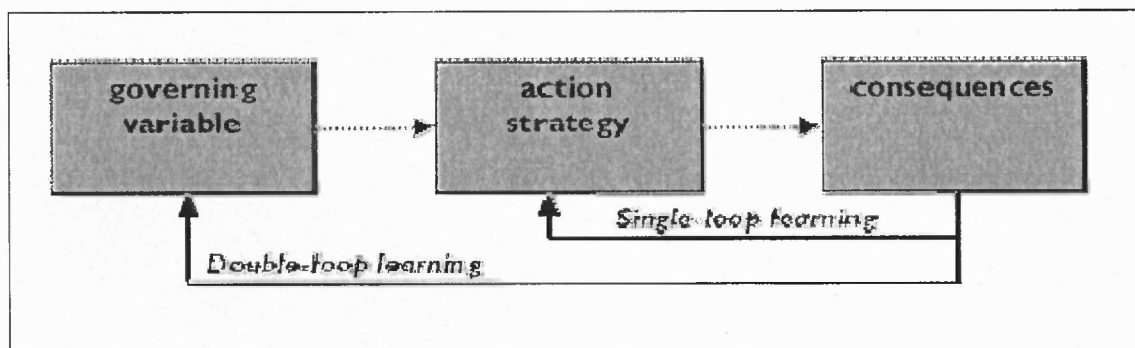 governing
variable
action
strategy
consequences
Single-loop learning
Double-loop learning